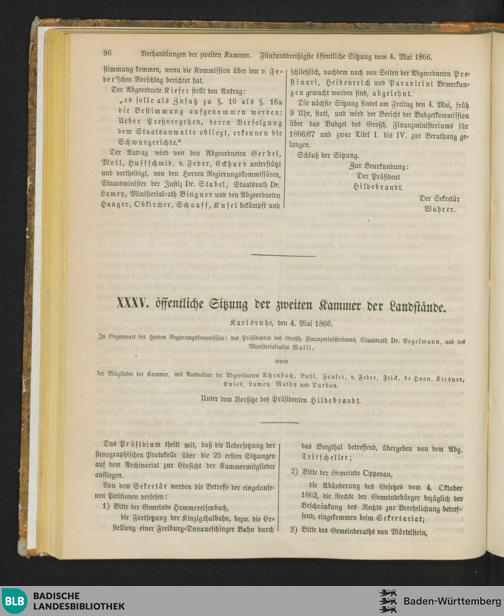 96 Verhandlungen der zweiten Kammer. Fünfunddreißigste öffentliche Sitzung vom 4. Mai 1866.
stimmung kommen, wenn die Kommission über den v. Fe-
der'schen Vorschlag berichtet hat.
Der Abgeordnete Kiefer stellt den Antrag:
„es solle als Zusatz zu §. 16 als §. 16a
die Bestimmung aufgenommen werden:
Ueber Preßvergehen, deren Verfolgung
dem Staatsanwalte obliegt, erkennen die
Schwurgerichte."
Der Antrag wird von den Abgeordneten Gerbel,
Moll, Huffschmid, v. Feder, Eckhard unterstützt
und vertheidigt, von den Herren Regierungskommissären,
Staatsminister der Justiz Dr. Stabel, Staatsrath Dr.
Lamey, Ministerialrath Bingner und den Abgeordneten
Haager, Obkircher, Schaaff, Kusel bekämpft und
schließlich, nachdem noch von Seiten der Abgeordneten Pre-
stinari, Heidenreich und Paravicini Bemerkun-
gen gemacht worden sind, abgelehnt.
Die nächste Sitzung findet am Freitag den 4. Mai, früh
9 Uhr, statt, und wird der Bericht der Budgetkommission
über das Budget des Großh. Finanzministeriums für
1866/67 und zwar Titel I. bis IV. zur Berathung ge-
langen.
Schluß der Sitzung.
Zur Beurkundung:
Der Präsident
Hildebrandt.
Der Sekretär
Wahrer.
XXXV. öffentliche Sitzung der zweiten Kammer der Landstände.
Karlsruhe, den 4. Mai 1866.
In Gegenwart der Herren Regierungskommissäre: des Präsidenten des Großh. Finanzministeriums, Staatsrath Dr. Vogelmann, und des
Ministerialraths Walli,
sowie
der Mitglieder der Kammer, mit Ausnahme der Abgeordneten Achenbach, Buhl, Fauler, v. Feder, Frick, de Haan, Kirsner,
Knies, Lamey, Mathy und Turban.
Unter dem Vorsitze des Präsidenten Hildebrandt.
Das Präsidium theilt mit, daß die Uebersetzung der
stenographischen Protokolle über die 25 ersten Sitzungen
auf dem Archivariat zur Einsicht der Kammermitglieder
aufliegen.
Von dem Sekretär werden die Betreffe der eingelaufe-
nen Petitionen verlesen:
1) Bitte der Gemeinde Hammereisenbach,
die Fortsetzung der Kinzigthalbahn, bezw. die Er-
stellung einer Freiburg-Donaueschinger Bahn durch
das Bregthal betreffend, übergeben von dem Abg.
Tritscheller;
2) Bitte der Gemeinde Oppenau,
die Abänderung des Gesetzes vom 4. Oktober
1862, die Rechte der Gemeindebürger bezüglich der
Beschränkung des Rechts zur Verehelichung betref-
fend, eingekommen beim Sekretariat;
3) Bitte des Gemeinderaths von Mörtelstein,
BLB BADISCHE
LANDESBIBLIOTHEK
Baden-Württemberg